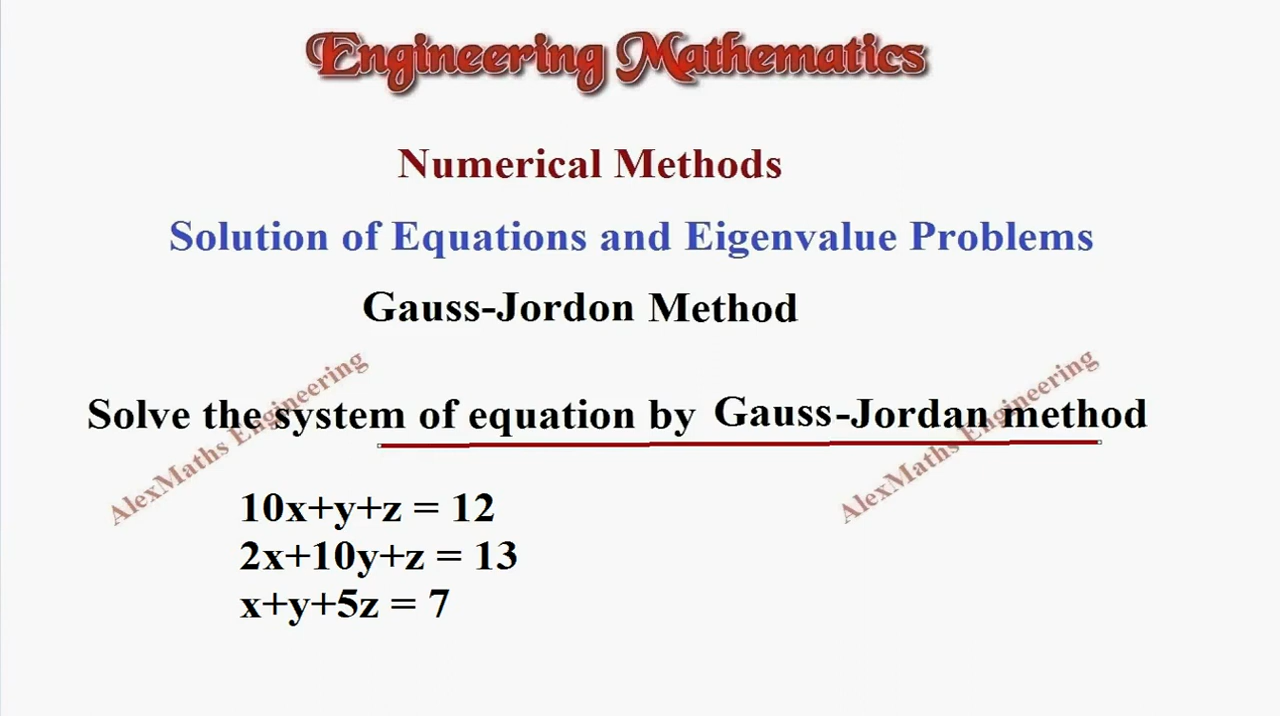 Engineering Mathematics
Numerical Methods
Solution of Equations and Eigenvalue Problems
Gauss-Jordon Method
Solve the system of equation by Gauss-Jordan method
AlexMaths Engineering
AlexMaths Engineering
10x+y+z = 12
2x+10y+z = 13
x+y+5z = 7